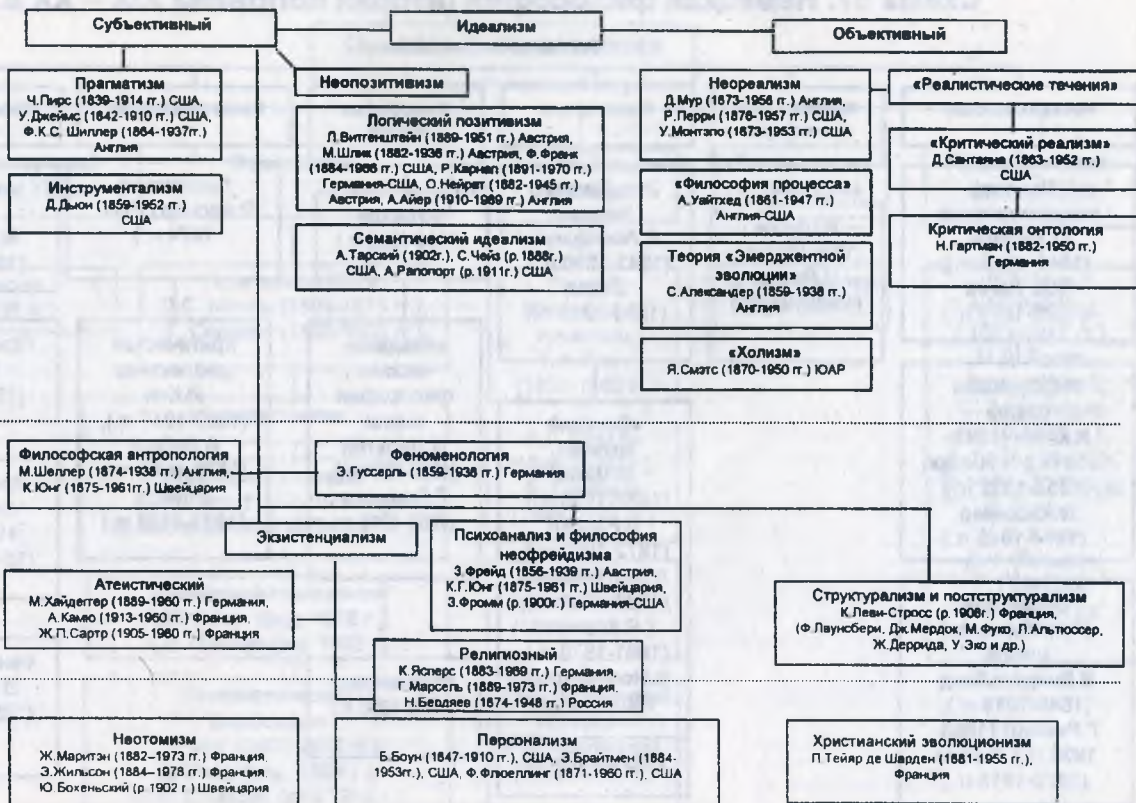 Субъективный
Идеализм
Объективный
Прагматизм
Ч.Пирс (1839-1914 гг.) США,
У.Джеймс (1842-1910 гг.) США,
Ф.К.С. Шиллер (1864-1937гг.)
Англия
Инструментализм
Д.Дьюи (1859-1952 гг.)
США
Неопозитивизм
Логический позитивизм
Л.Витгенштейн (1889-1951 гг.) Австрия,
М.Шлик (1882-1936 гг.) Австрия, Ф.Франк
(1884-1966 гг.) США, Р.Карнап (1891-1970 гг.)
Германия-США, О.Нейрат (1882-1945 гг.)
Австрия, А.Айер (1910-1989 гг.) Англия
Семантический идеализм
А.Тарский (1902г.), С.Чейз (р.1888г.)
США, А.Рапопорт (р.1911г.) США
Неореализм
Д.Мур (1873-1958 гг.) Англия,
Р.Перри (1876-1957 гг.) США,
У.Монтэпо (1873-1953 гг.) США
«Философия процесса»
А.Уайтхед (1861-1947 гг.)
Англия-США
Теория «Эмерджентной
эволюции»
С.Александер (1859-1938 гг.)
Англия
«Холизм»
Я.Смэтс (1870-1950 гг.) ЮАР
«Реалистические течения»
«Критический реализм»
Д.Сантаяна (1863-1952 гг.)
США
Критическая онтология
Н.Гартман (1882-1950 гг.)
Германия
Философская антропология
М.Шеллер (1874-1938 гг.) Англия,
К.Юнг (1875-1961гг.) Швейцария
Феноменология
Э.Гуссерль (1859-1938 гг.) Германия
Экзистенциализм
Психоанализ и философия
неофрейдизма
З.Фрейд (1856-1939 гг.) Австрия,
К.Г.Юнг (1875-1961 гг.) Швейцария,
Э.Фромм (р.1900г.) Германия-США
Атеистический
М.Хайдеггер (1889-1960 гг.) Германия,
А.Камю (1913-1960 гг.) Франция
Ж.П.Сартр (1905-1980 гг.) Франция
Структурализм и постструктурализм
К.Леви-Стросс (р.1908г.) Франция,
(Ф.Лаунсбери, Дж.Мердок, М.Фуко, Л.Альтюссер,
Ж.Деррида, У.Эко и др.)
Религиозный
К.Ясперс (1883-1969 гг.) Германия,
Г.Марсель (1889-1973 гг.) Франция,
Н.Бердяев (1874-1948 гг.) Россия
Неотомизм
Ж.Маритэн (1882–1973 гг.) Франция,
Э.Жильсон (1884–1978 гг.) Франция
Ю.Бохеньский (р.1902 г.) Швейцария
Персонализм
Б.Боун (1847-1910 гг.), США, Э.Брайтмен (1884-
1953гг.), США, Ф.Флюеллинг (1871-1960 гг.), США
Христианский эволюционизм
П.Тейяр де Шарден (1881-1955 гг.),
Франция